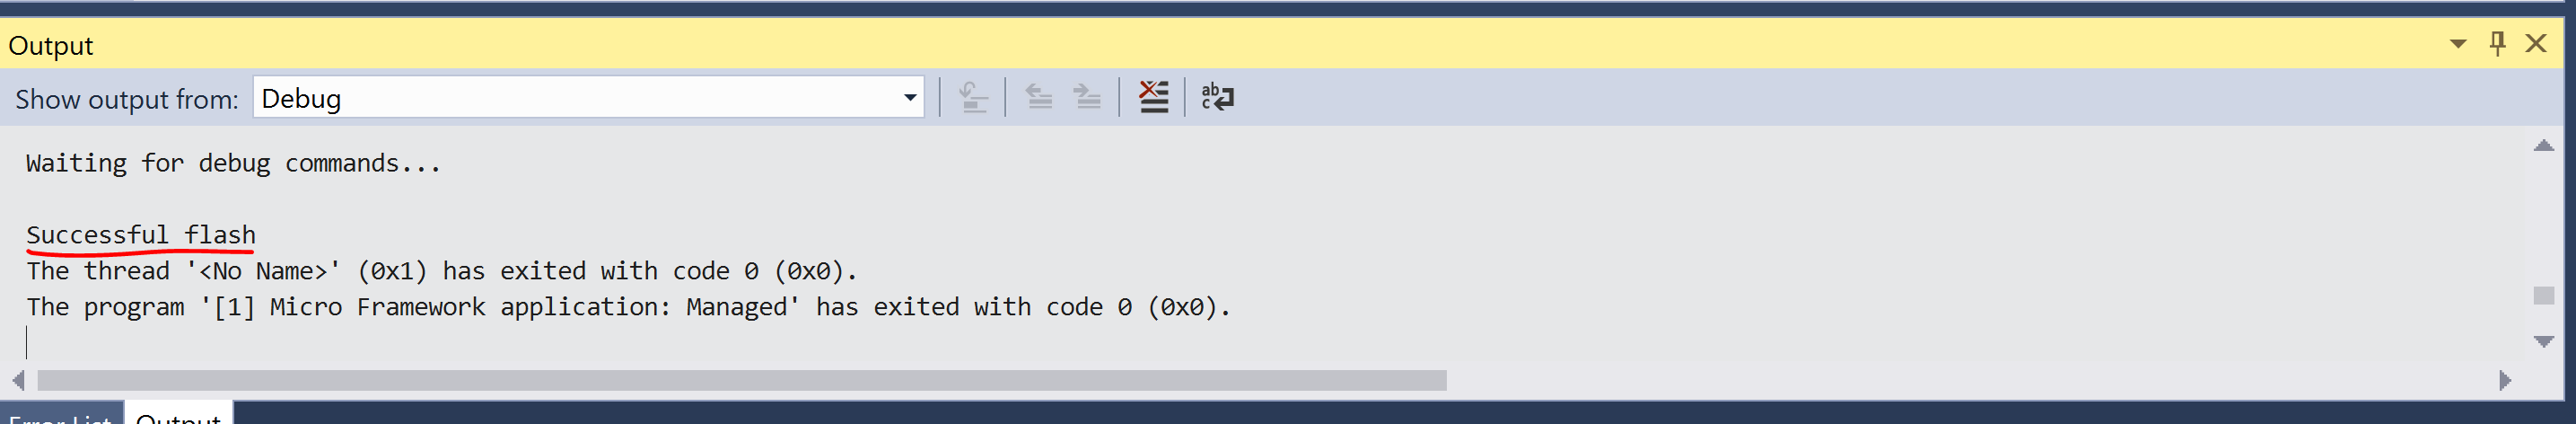 Output
Show output from: Debug
Waiting for debug commands...
Successful flash
The thread '<No Name>' (0x1) has exited with code 0 (0x0).
The program '[1] Micro Framework application: Managed' has exited with code 0 (0x0).
Error List Output